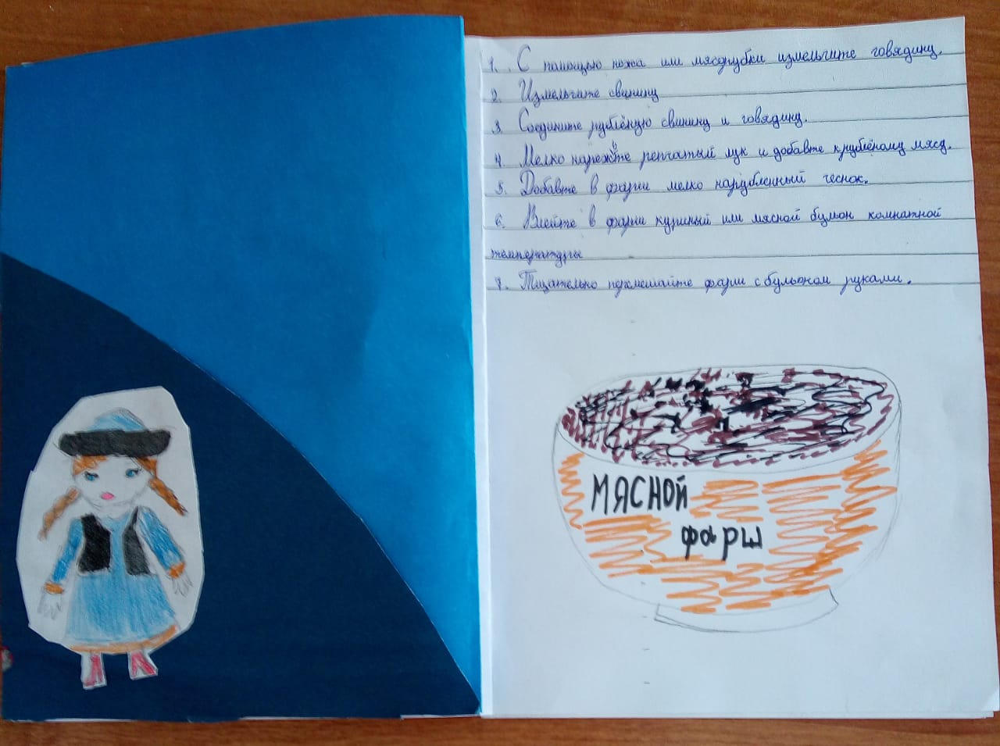 1. С помощью ножа или мясорубки измельчите говядину.
2. Измельчите свинину
3. Соедините рублёную свинину и говядину.
4. Мелко нарежьте репчатый лук и добавте к рублёному мясу.
5. Добавте в фарш мелко нарубленный чеснок.
6. Влейте в фарш куриный или мясной бульон комнатной
температуры
7. Тщательно перемешайте фарш с бульоном руками.
МЯСНОЙ
фарш